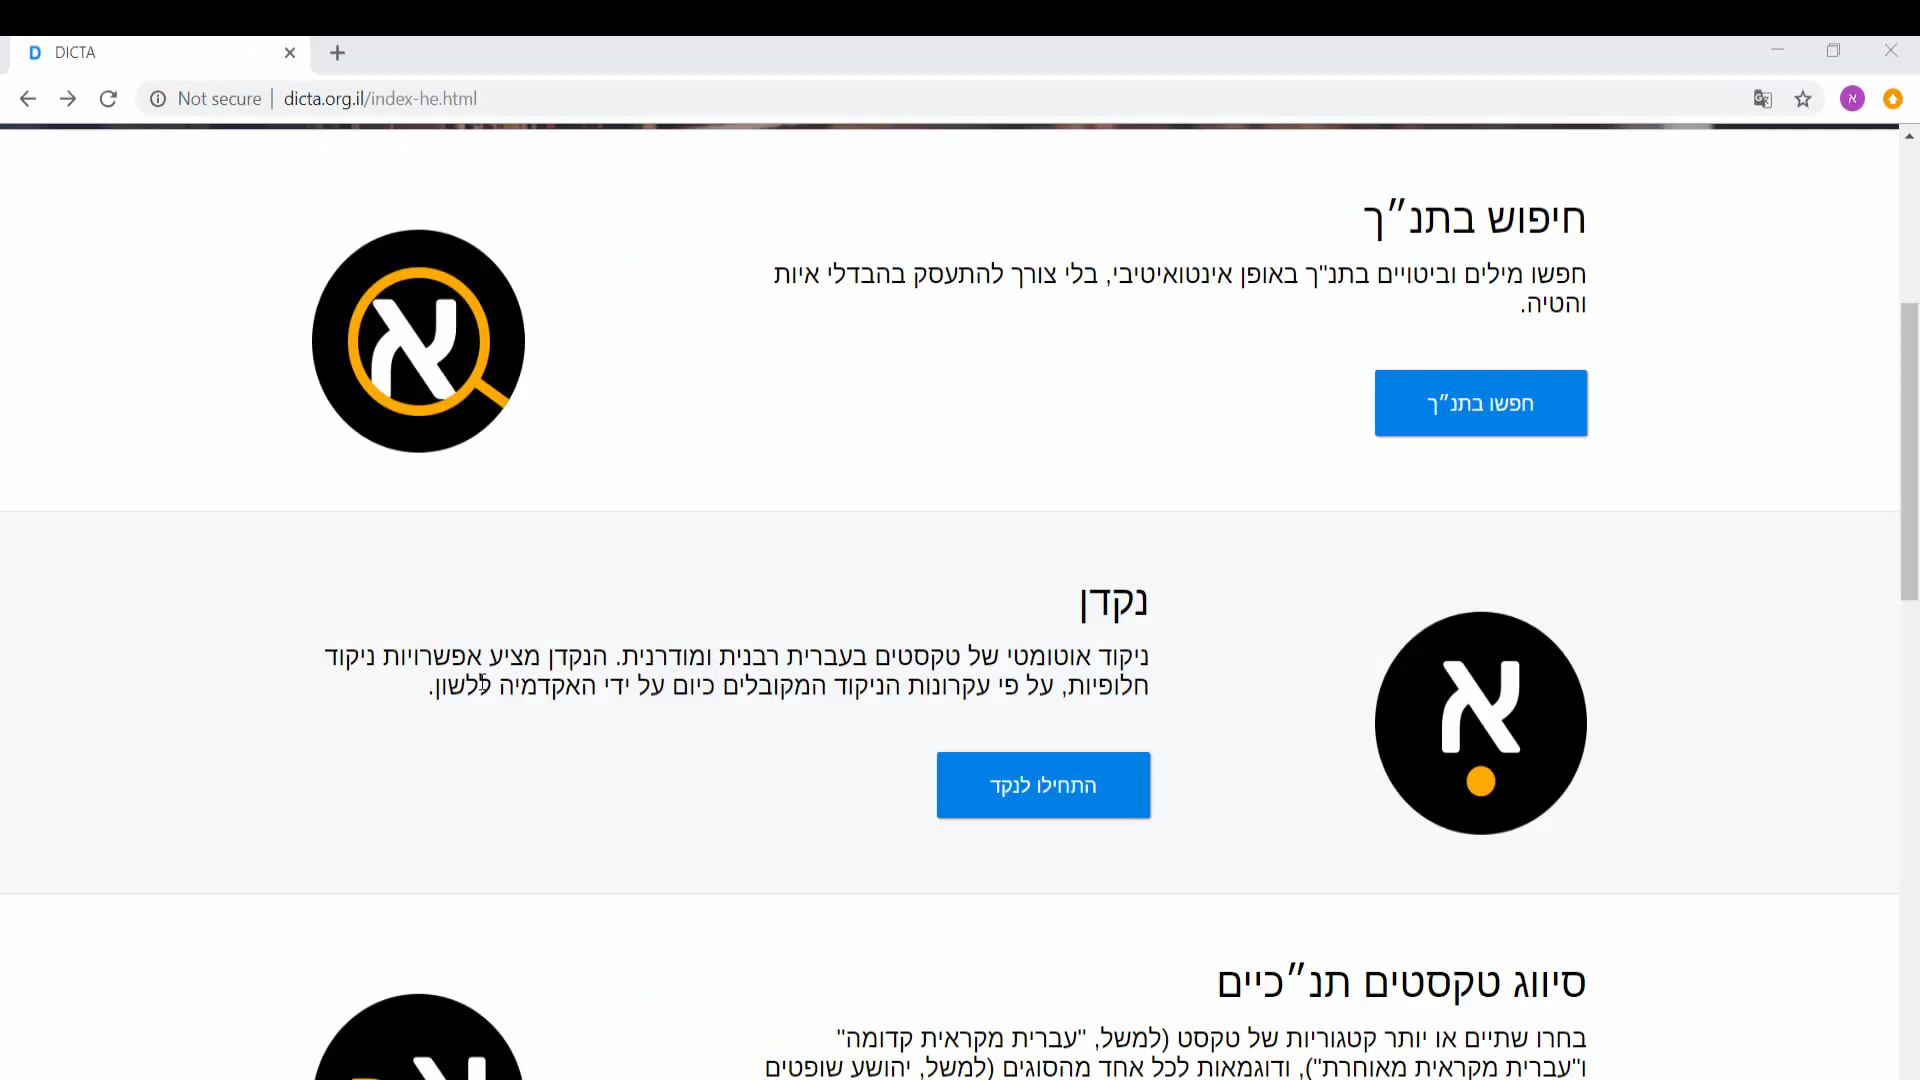 DICTA
Not secure
dicta.org.il/index-he.html
א
חיפוש בתנ״ך
חפשו מילים וביטויים בתנ"ך באופן אינטואיטיבי, בלי צורך להתעסק בהבדלי איות
והטיה.
חפשו בתנ״ך
א
נקדן
ניקוד אוטומטי של טקסטים בעברית רבנית ומודרנית. הנקדן מציע אפשרויות ניקוד
חלופיות, על פי עקרונות הניקוד המקובלים כיום על ידי האקדמיה ללשון.
התחילו לנקד
א
סיווג טקסטים תנ״כיים
בחרו שתיים או יותר קטגוריות של טקסט (למשל, "עברית מקראית קדומה"
ו"עברית מקראית מאוחרת"), ודוגמאות לכל אחד מהסוגים (למשל, יהושע שופטים